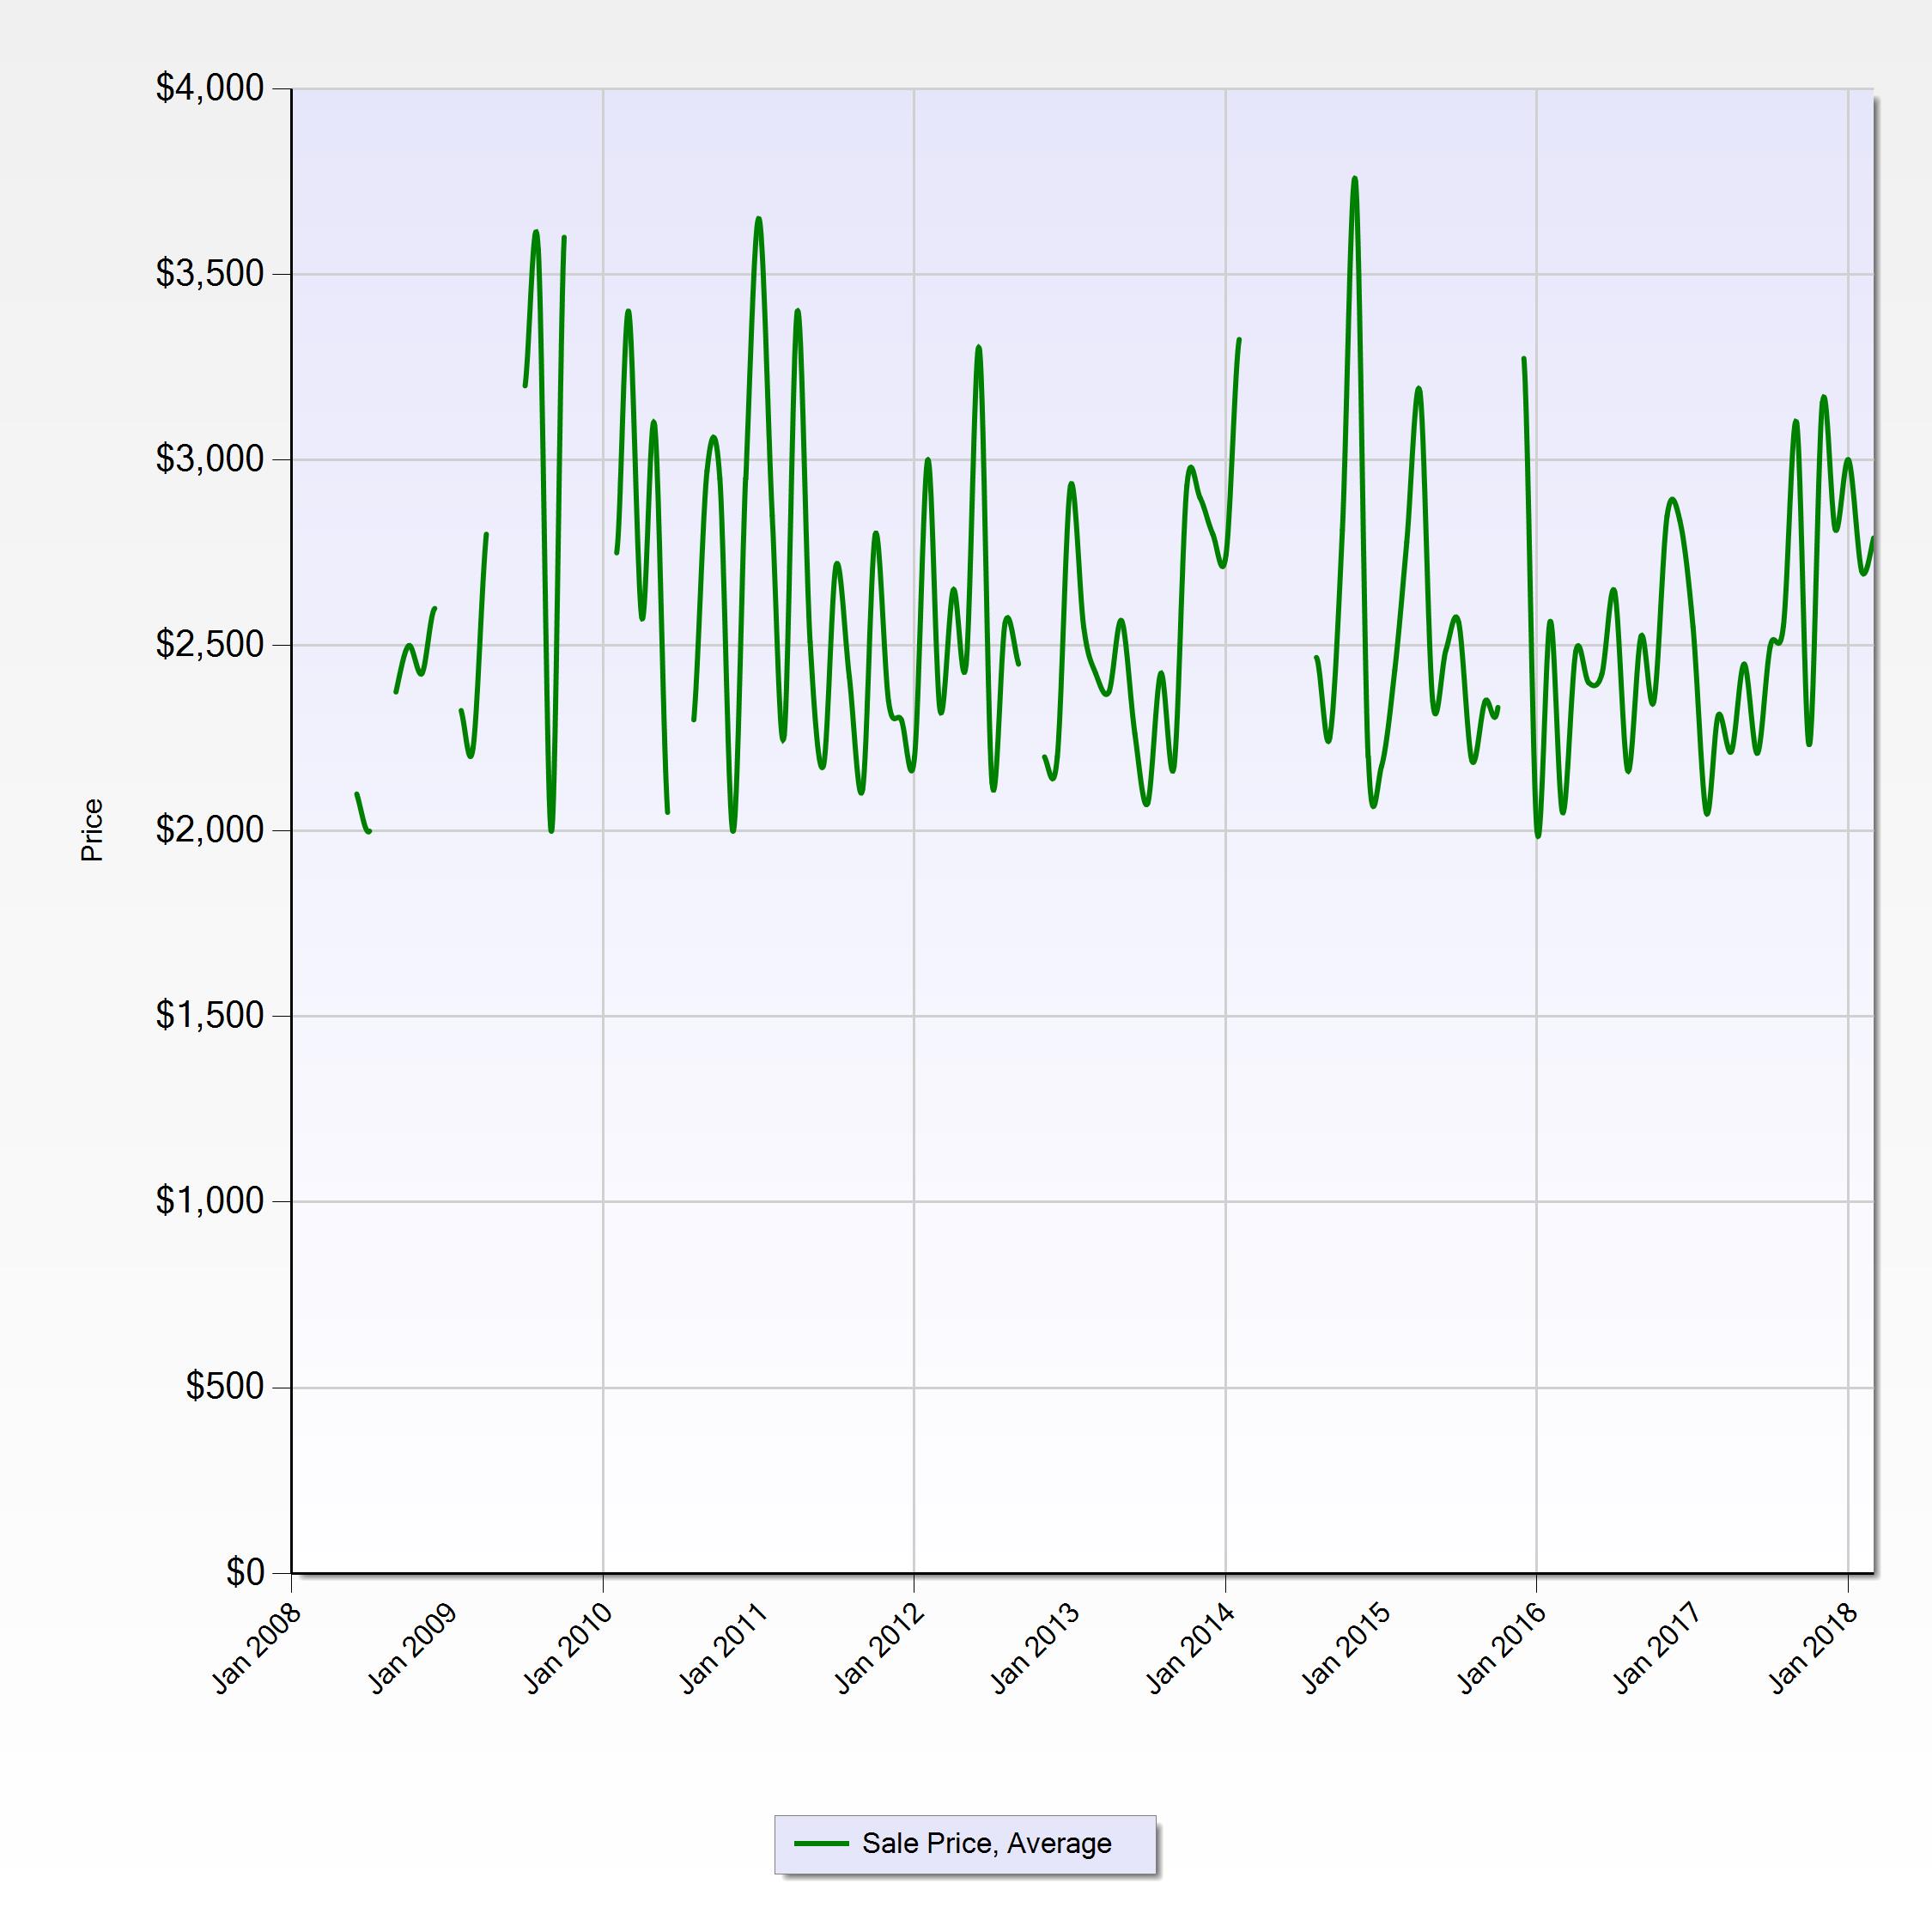 $4,000
$3,500
$3,000
$2,500
$2,000
$1,500
$1,000
$500
$0
Price
Jan 2008
Jan 2009
Jan 2010
Jan 2011
Jan 2012
Jan 2013
Jan 2014
Jan 2015
Jan 2016
Jan 2017
Jan 2018
Sale Price, Average